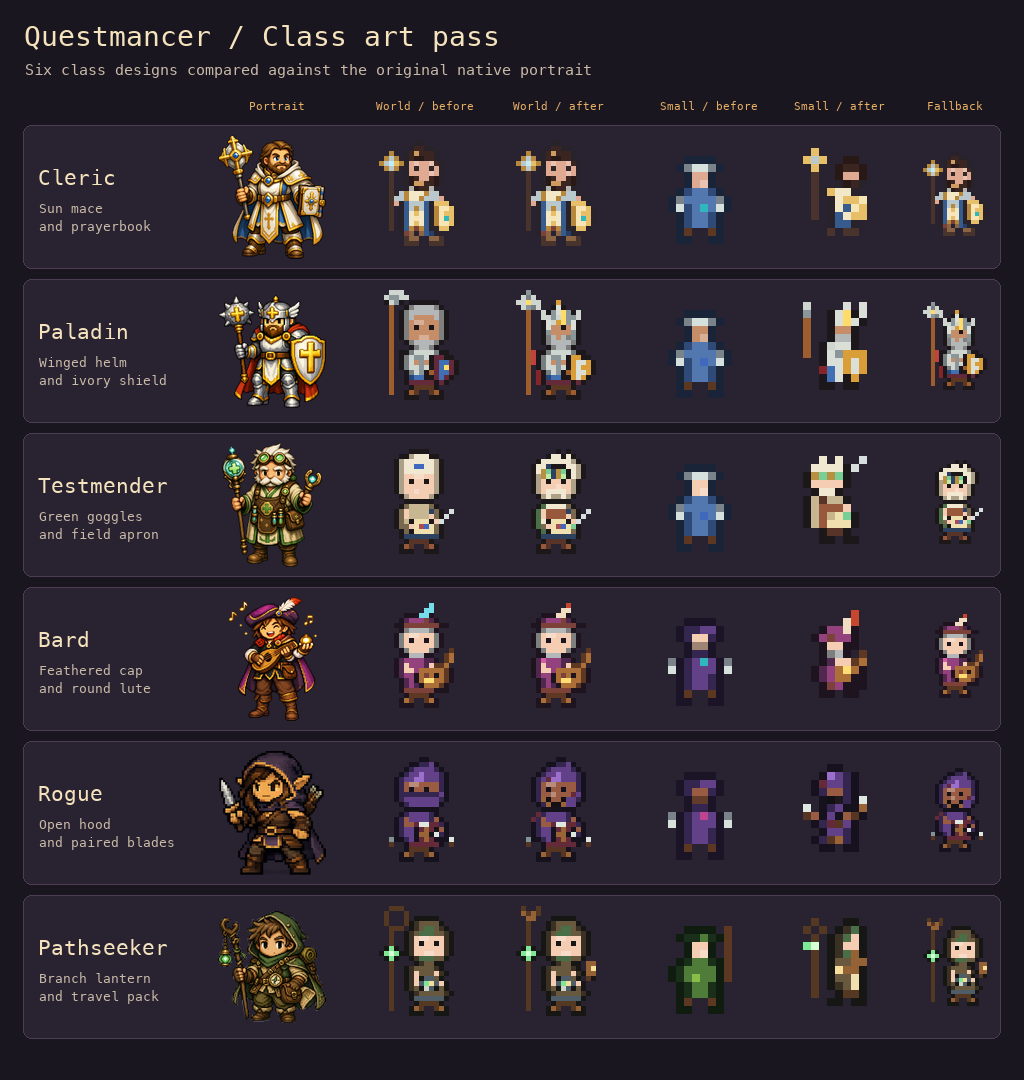 Questmancer / Class art pass
Six class designs compared against the original native portrait
Portrait World / before World / after Small / before Small / after Fallback
Cleric
Sun mace
and prayerbook
Paladin
Winged helm
and ivory shield
Testmender
Green goggles
and field apron
Bard
Feathered cap
and round lute
Rogue
Open hood
and paired blades
Pathseeker
Branch lantern
and travel pack